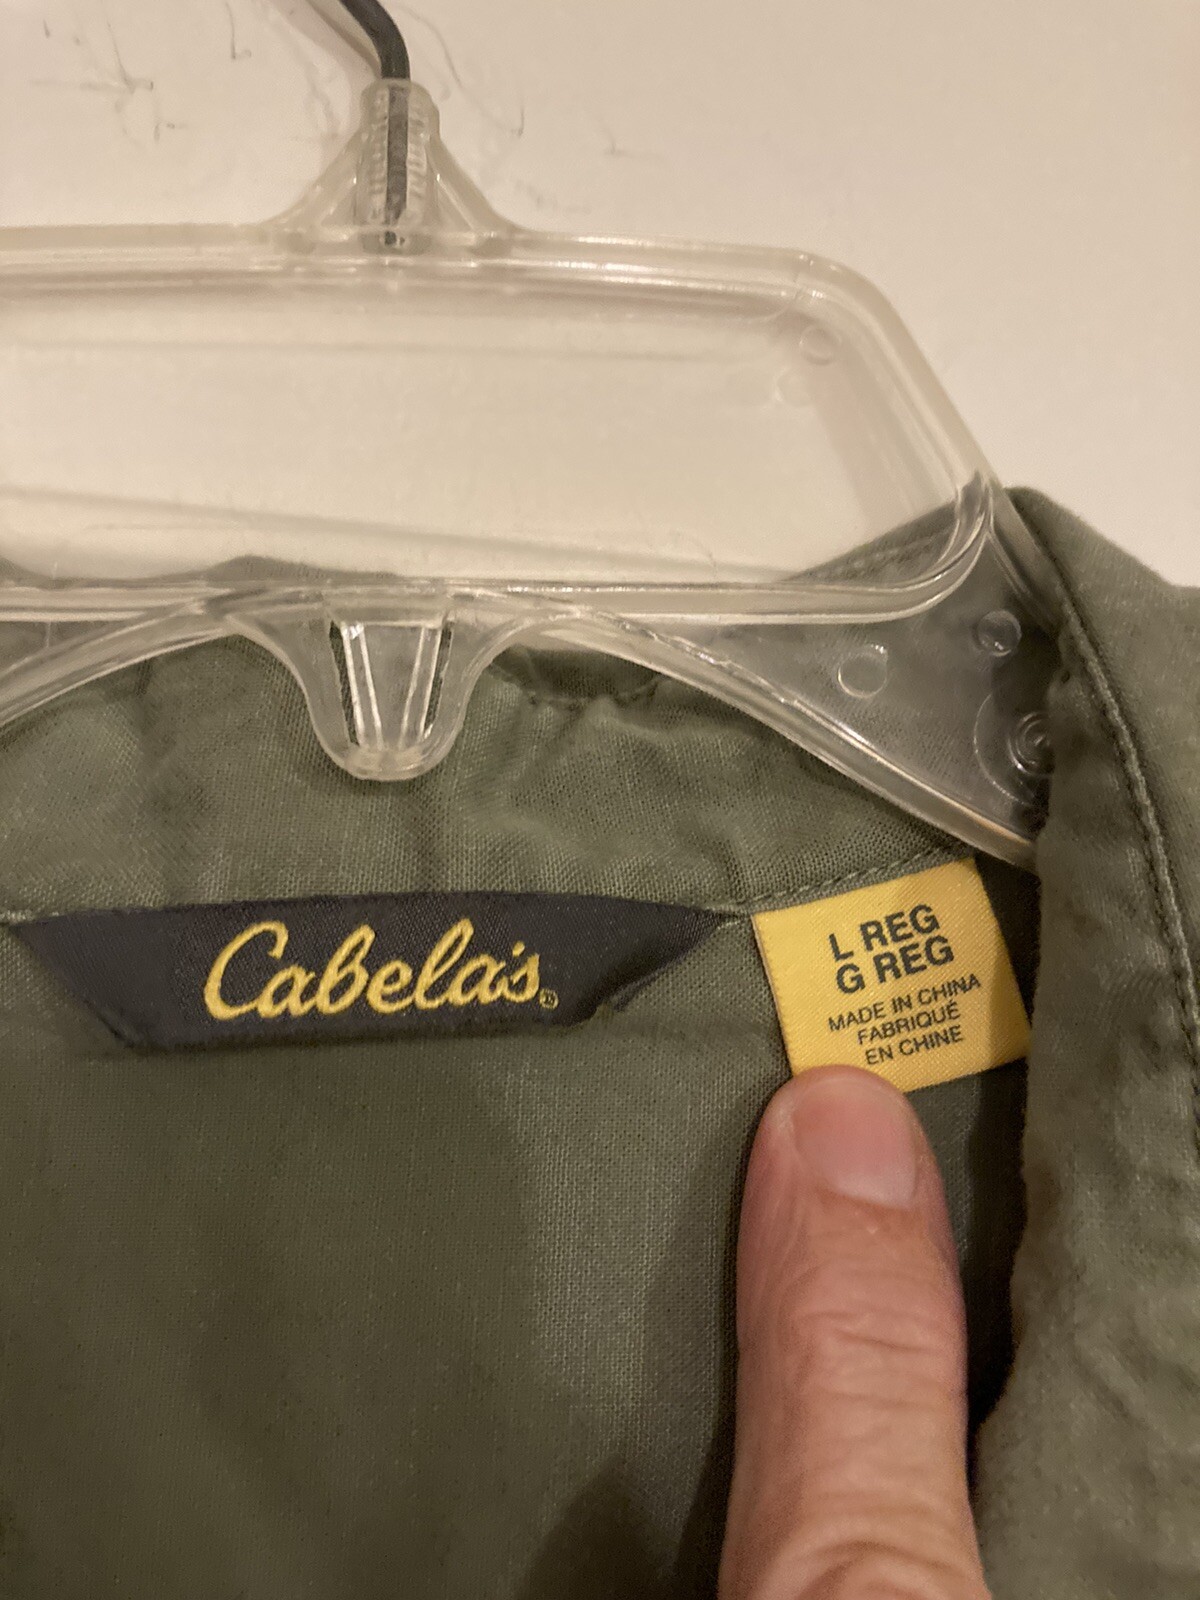 Cabela's®
L REG
G REG
MADE IN CHINA
FABRIQUÉ
EN CHINE